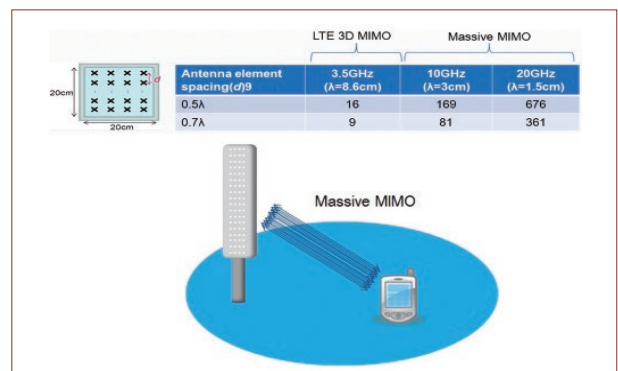 LTE 3D MIMO Massive MIMO
Antenna element spacing(d)9 3.5GHz (λ=8.6cm) 10GHz (λ=3cm) 20GHz (λ=1.5cm)
0.5λ 16 169 676
0.7λ 9 81 361
d
20cm
20cm
Massive MIMO